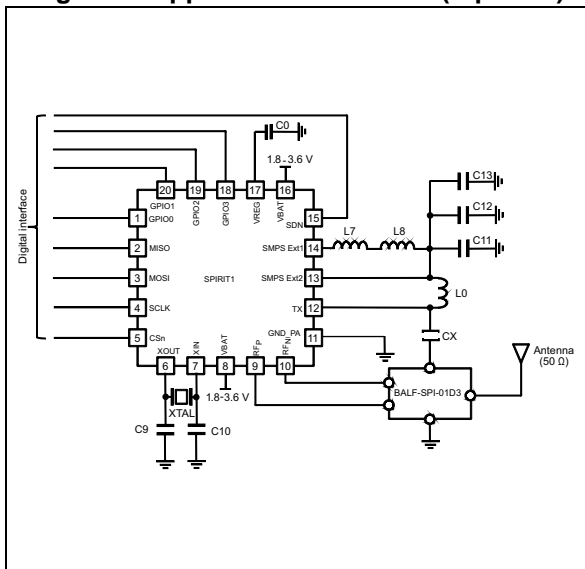 C0
1.8-3.6 V
C13
20
19
18
17
16
GPIO1
GPIO2
GPIO3
VREG
VBAT
C12
Digital interface
1
GPIO0
SDN
15
2
MISO
SMPS Ext1
14
L7
L8
C11
3
MOSI
SPIRIT1
SMPS Ext2
13
L0
4
SCLK
TX
12
5
CSn
GND_PA
11
CX
XOUT
XIN
VBAT
RFP
RFN
6
7
8
9
10
Antenna
(50 Ω)
1.8-3.6 V
BALF-SPI-01D3
XTAL
C9
C10